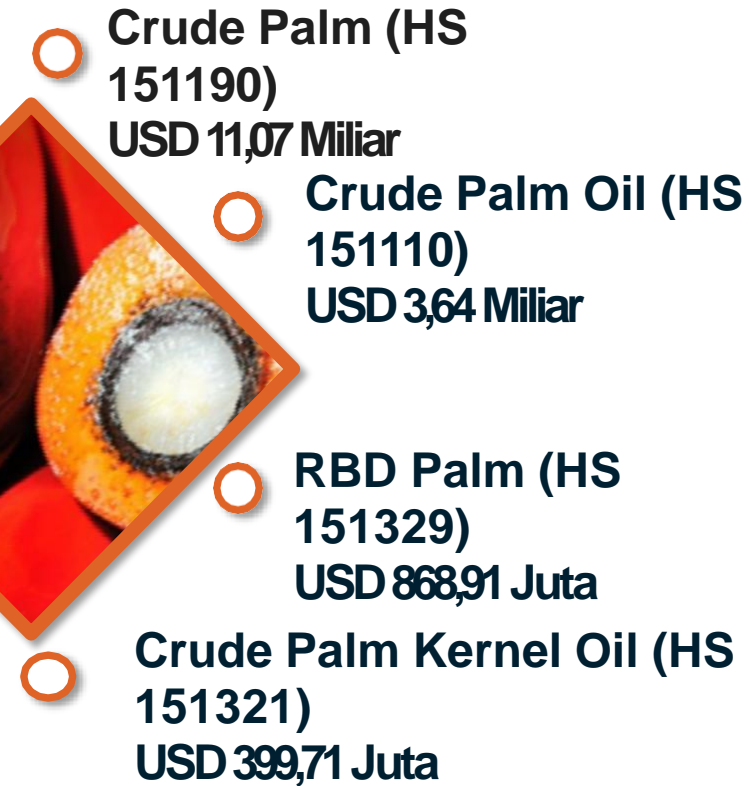 Crude Palm (HS
151190)
USD 11,07 Miliar
Crude Palm Oil (HS
151110)
USD 3,64 Miliar
RBD Palm (HS
151329)
USD 868,91 Juta
Crude Palm Kernel Oil (HS
151321)
USD 399,71 Juta